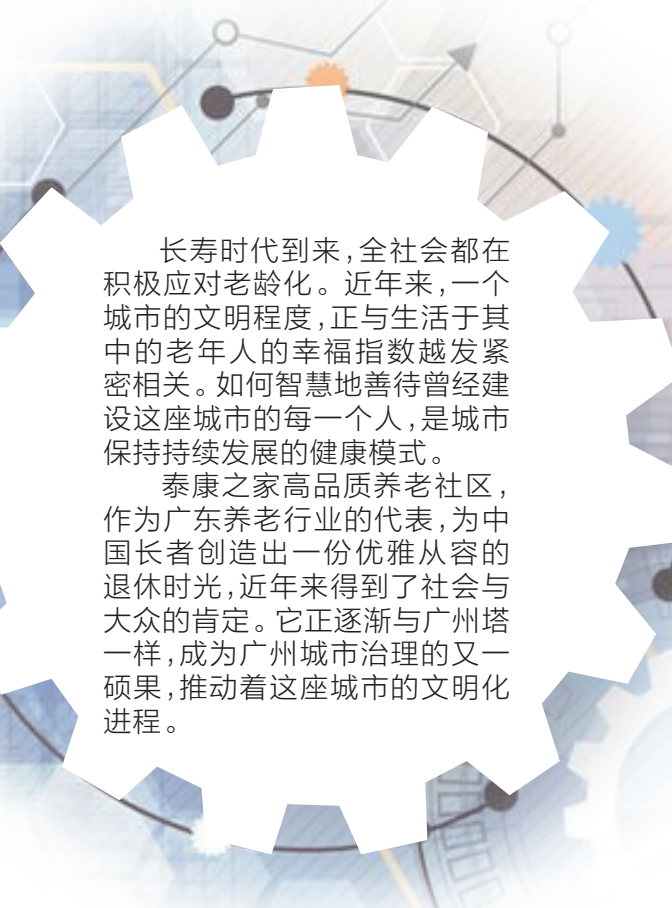 长寿时代到来,全社会都在
积极应对老龄化。近年来,一个
城市的文明程度,正与生活于其
中的老年人的幸福指数越发紧
密相关。如何智慧地善待曾经建
设这座城市的每一个人,是城市
保持持续发展的健康模式。
泰康之家高品质养老社区,
作为广东养老行业的代表,为中
国长者创造出一份优雅从容的
退休时光,近年来得到了社会与
大众的肯定。它正逐渐与广州塔
一样,成为广州城市治理的又一
硕果,推动着这座城市的文明化
进程。